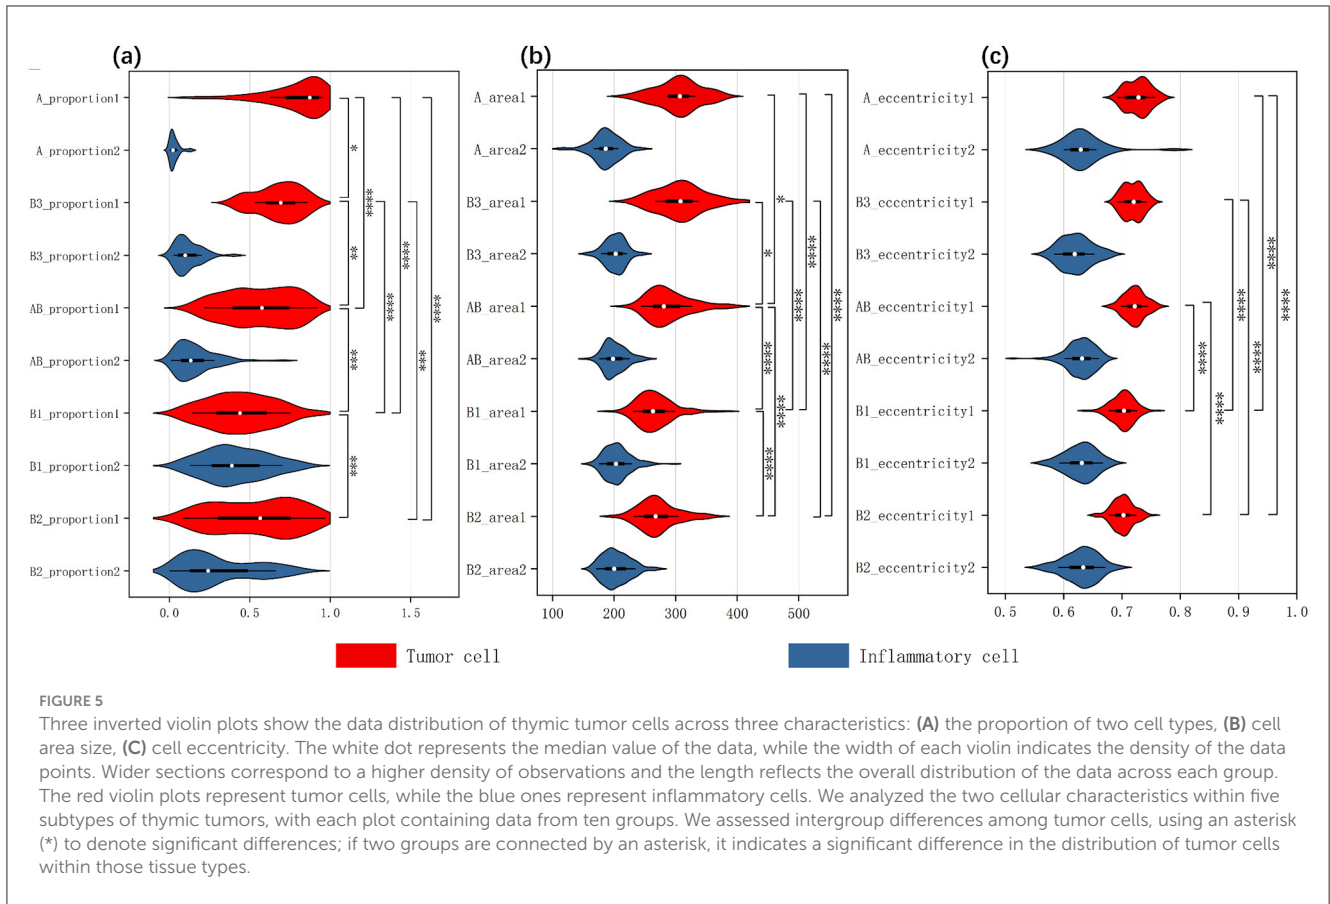 (a)
A_proportion1
A_proportion2
B3_proportion1
B3_proportion2
AB_proportion1
AB_proportion2
B1_proportion1
B1_proportion2
B2_proportion1
B2_proportion2
0.0 0.5 1.0 1.5
*
****
**
****
****
****
***
***
***
(b)
A_area1
A_area2
B3_area1
B3_area2
AB_area1
AB_area2
B1_area1
B1_area2
B2_area1
B2_area2
100 200 300 400 500
*
*
****
****
****
****
****
****
****
(c)
A_eccentricity1
A_eccentricity2
B3_eccentricity1
B3_eccentricity2
AB_eccentricity1
AB_eccentricity2
B1_eccentricity1
B1_eccentricity2
B2_eccentricity1
B2_eccentricity2
0.5 0.6 0.7 0.8 0.9 1.0
****
****
****
****
****
****
Tumor cell
Inflammatory cell
FIGURE 5
Three inverted violin plots show the data distribution of thymic tumor cells across three characteristics: (A) the proportion of two cell types, (B) cell
area size, (C) cell eccentricity. The white dot represents the median value of the data, while the width of each violin indicates the density of the data
points. Wider sections correspond to a higher density of observations and the length reflects the overall distribution of the data across each group.
The red violin plots represent tumor cells, while the blue ones represent inflammatory cells. We analyzed the two cellular characteristics within five
subtypes of thymic tumors, with each plot containing data from ten groups. We assessed intergroup differences among tumor cells, using an asterisk
(*) to denote significant differences; if two groups are connected by an asterisk, it indicates a significant difference in the distribution of tumor cells
within those tissue types.